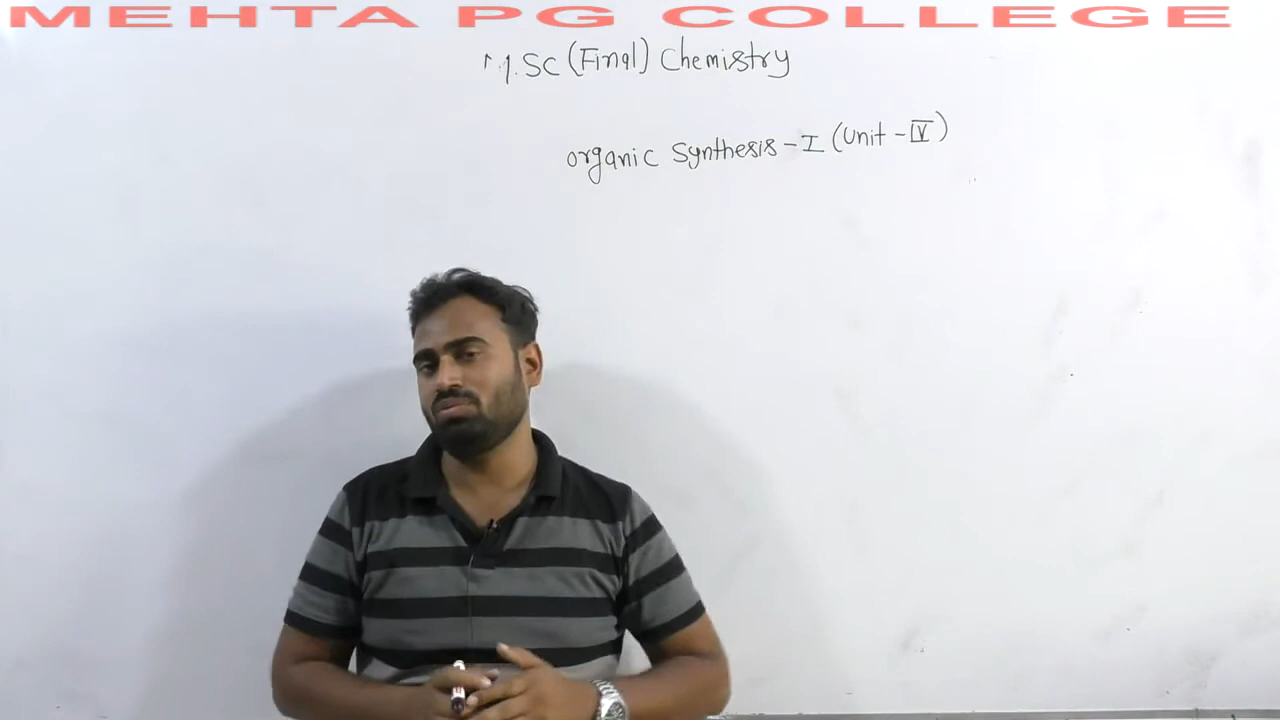 MEHTA PG COLLEGE
M.SC (Final) Chemistry
organic synthesis - I (Unit - IV)